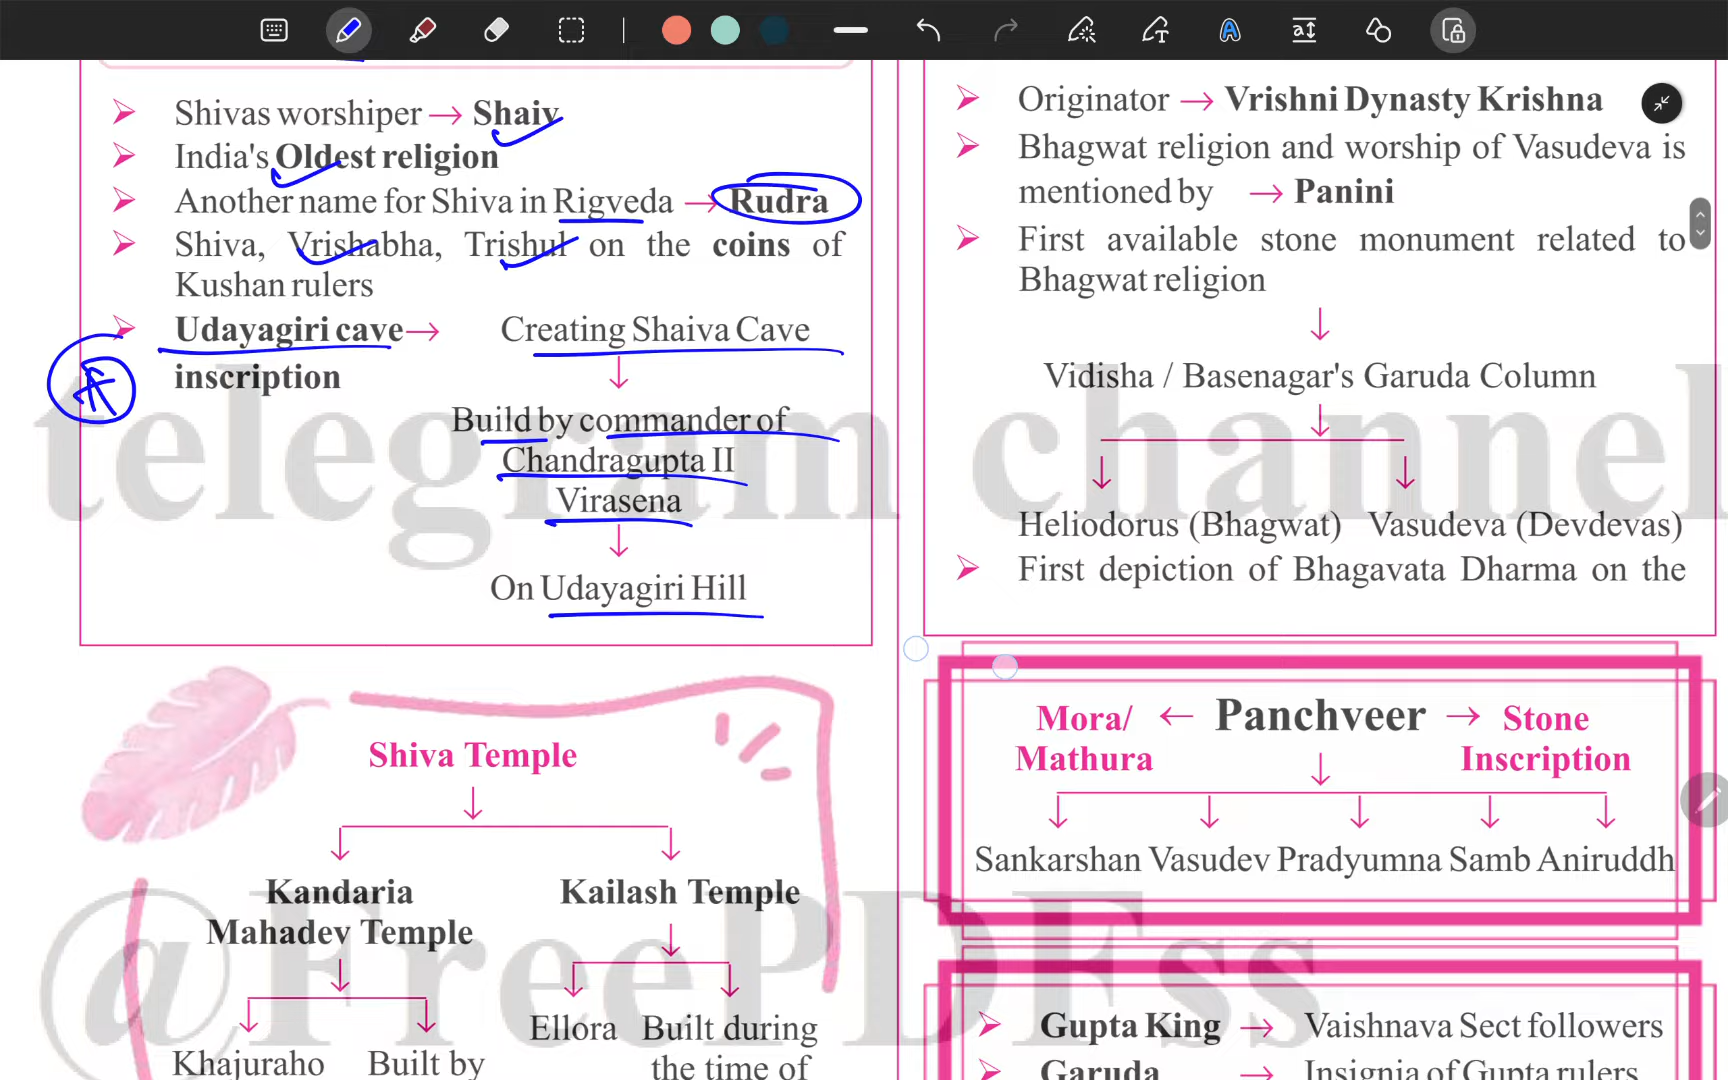 Shivas worshiper → Shaiv
India's Oldest religion
Another name for Shiva in Rigveda → Rudra
Shiva, Vrishabha, Trishul on the coins of
Kushan rulers
Udayagiri cave → Creating Shaiva Cave
inscription
Build by commander of
Chandragupta II
Virasena
On Udayagiri Hill
Shiva Temple
Kandaria
Mahadev Temple
Kailash Temple
Khajuraho
Built by
Ellora
Built during
the time of
Originator → Vrishni Dynasty Krishna
Bhagwat religion and worship of Vasudeva is
mentioned by → Panini
First available stone monument related to
Bhagwat religion
Vidisha / Basenagar's Garuda Column
Heliodorus (Bhagwat) Vasudeva (Devdevas)
First depiction of Bhagavata Dharma on the
Mora/ ← Panchveer → Stone
Mathura Inscription
Sankarshan Vasudev Pradyumna Samb Aniruddh
Gupta King → Vaishnava Sect followers
Garuda → Insignia of Gupta rulers
telegram channel
@FreePDFss